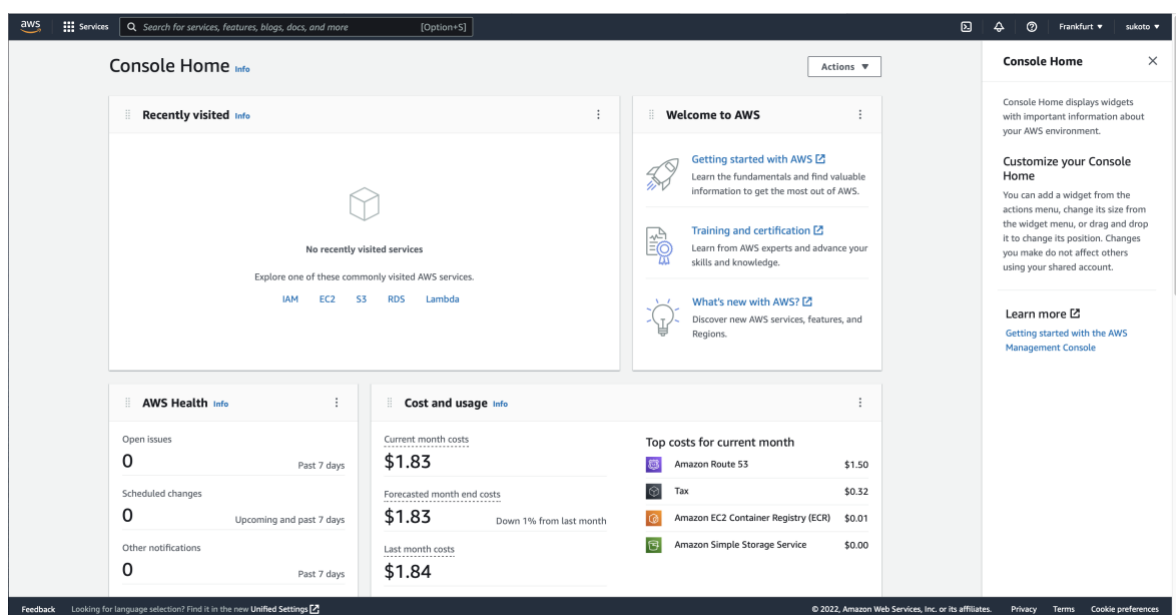 aws
Services
Search for services, features, blogs, docs, and more [Option+S]
Frankfurt ▼
sukoto ▼
Console Home Info
Actions ▼
Recently visited Info
No recently visited services
Explore one of these commonly visited AWS services.
IAM EC2 S3 RDS Lambda
Welcome to AWS
Getting started with AWS
Learn the fundamentals and find valuable
information to get the most out of AWS.
Training and certification
Learn from AWS experts and advance your
skills and knowledge.
What's new with AWS?
Discover new AWS services, features, and
Regions.
AWS Health Info
Open issues
0 Past 7 days
Scheduled changes
0 Upcoming and past 7 days
Other notifications
0 Past 7 days
Cost and usage Info
Current month costs
$1.83
Forecasted month end costs
$1.83 Down 1% from last month
Last month costs
$1.84
Top costs for current month
Amazon Route 53 $1.50
Tax $0.32
Amazon EC2 Container Registry (ECR) $0.01
Amazon Simple Storage Service $0.00
Console Home
Console Home displays widgets
with important information about
your AWS environment.
Customize your Console
Home
You can add a widget from the
actions menu, change its size from
the widget menu, or drag and drop
it to change its position. Changes
you make do not affect others
using your shared account.
Learn more
Getting started with the AWS
Management Console
Feedback Looking for language selection? Find it in the new Unified Settings
© 2022, Amazon Web Services, Inc. or its affiliates. Privacy Terms Cookie preferences